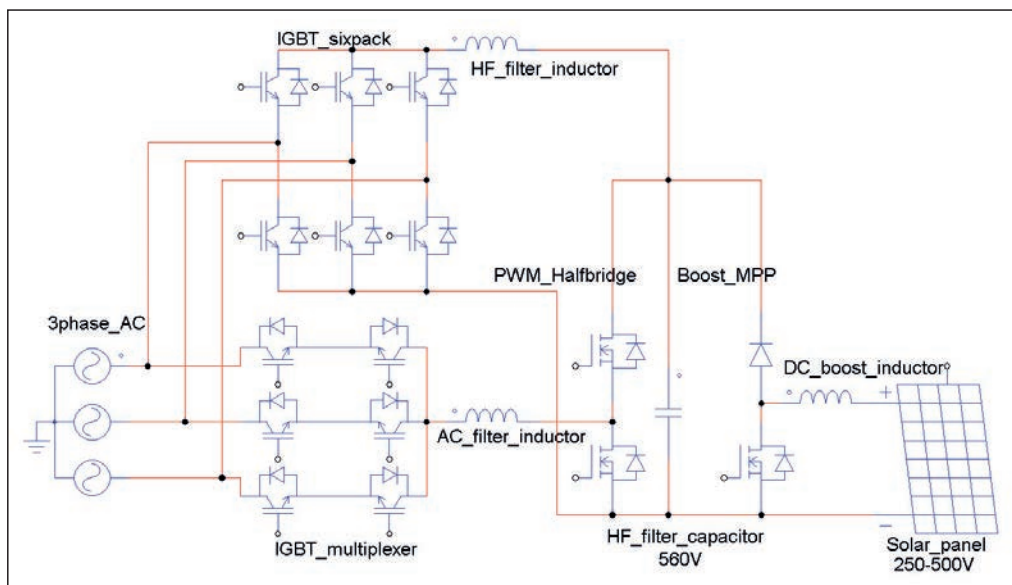 IGBT_sixpack
HF_filter_inductor
PWM_Halfbridge
Boost_MPP
3phase_AC
DC_boost_inductor
+
AC_filter_inductor
IGBT_multiplexer
HF_filter_capacitor
560V
−
Solar_panel
250-500V